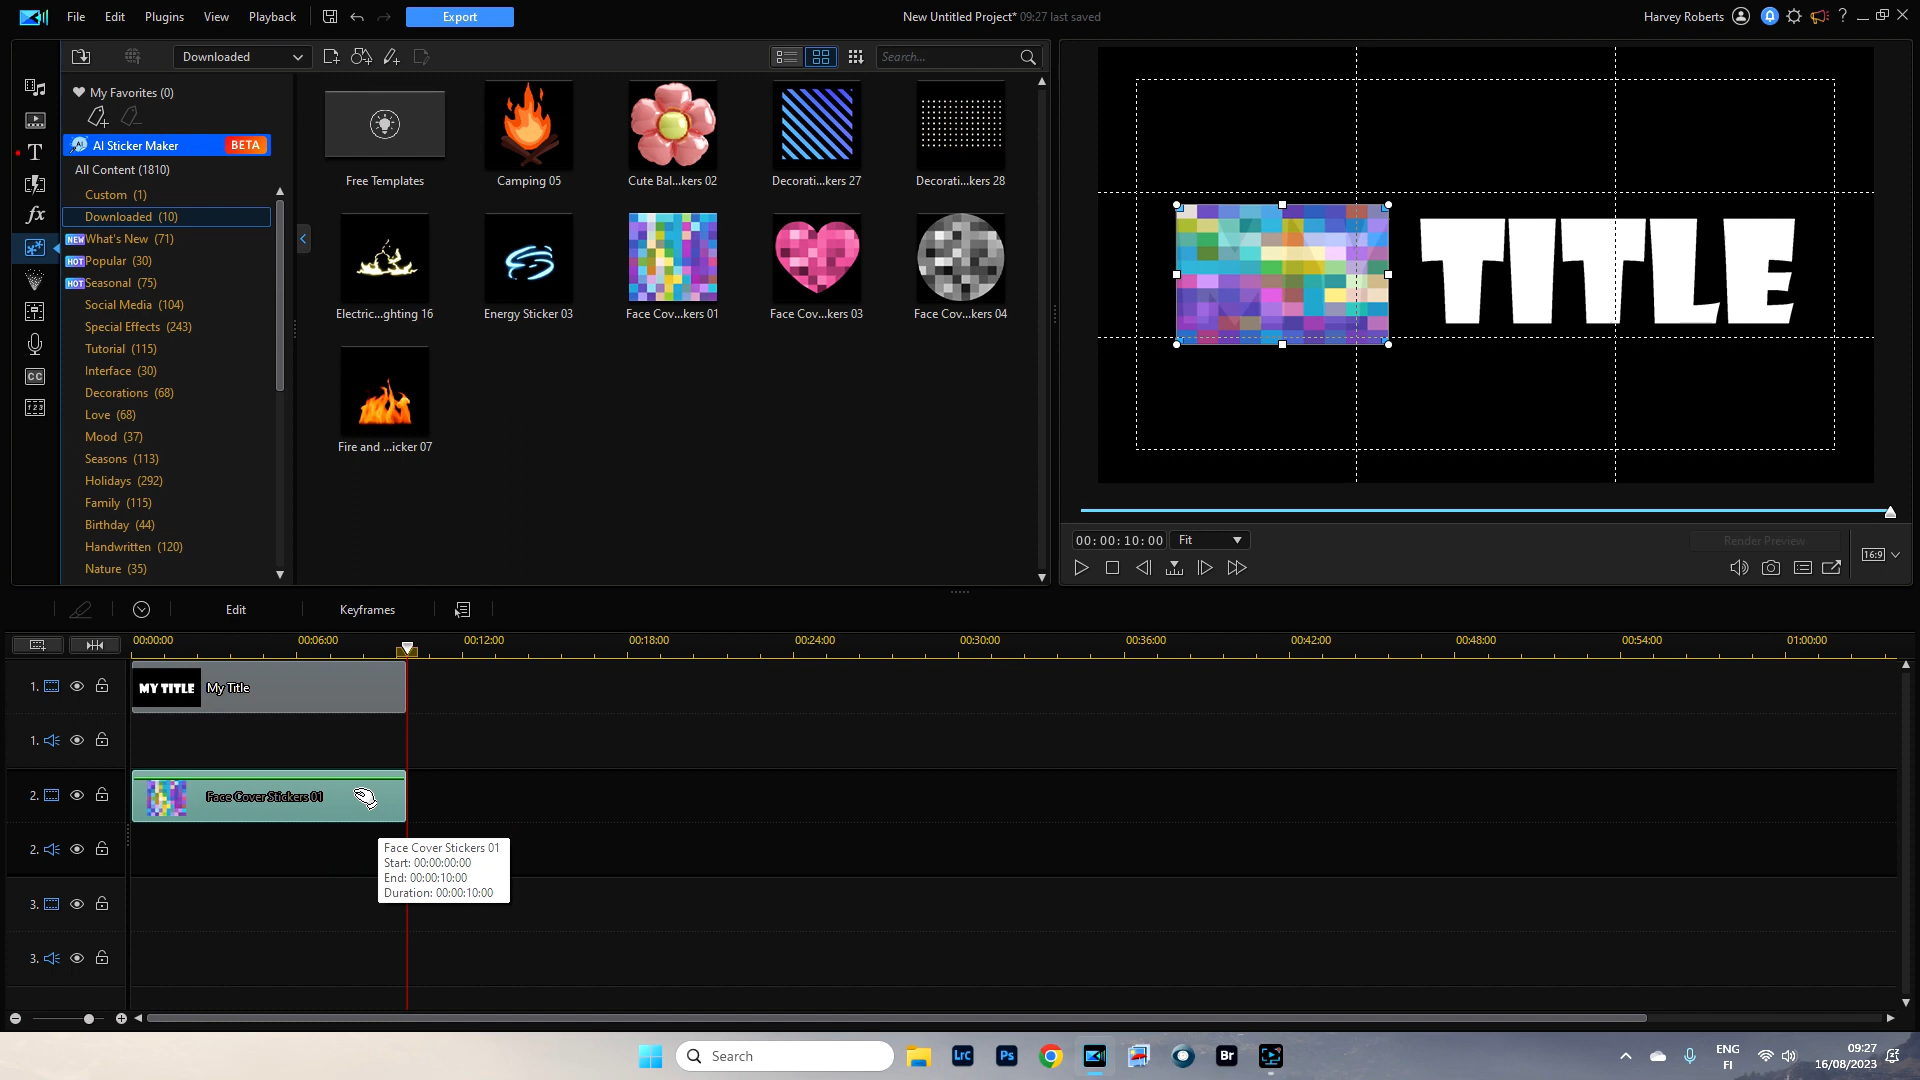 File Edit Plugins View Playback Export New Untitled Project* 09:27 last saved Harvey Roberts ?
Downloaded Search...
My Favorites (0)
AI AI Sticker Maker BETA
All Content (1810)
Custom (1)
Downloaded (10)
NEW What's New (71)
HOT Popular (30)
HOT Seasonal (75)
Social Media (104)
Special Effects (243)
Tutorial (115)
Interface (30)
Decorations (68)
Love (68)
Mood (37)
Seasons (113)
Holidays (292)
Family (115)
Birthday (44)
Handwritten (120)
Nature (35)
T
fx
CC
123
Free Templates Camping 05 Cute Bal...kers 02 Decorati...kers 27 Decorati...kers 28
Electric...ghting 16 Energy Sticker 03 Face Cov...kers 01 Face Cov...kers 03 Face Cov...kers 04
Fire and ...icker 07
TITLE
00:00:10:00 Fit Render Preview 16:9
Edit Keyframes
00:00:00 00:06:00 00:12:00 00:18:00 00:24:00 00:30:00 00:36:00 00:42:00 00:48:00 00:54:00 01:00:00
1. MY TITLE My Title
1.
2. Face Cover Stickers 01
2.
Face Cover Stickers 01
Start: 00:00:00:00
End: 00:00:10:00
Duration: 00:00:10:00
3.
3.
Search Lrc Ps Br ENG
FI
09:27
16/08/2023